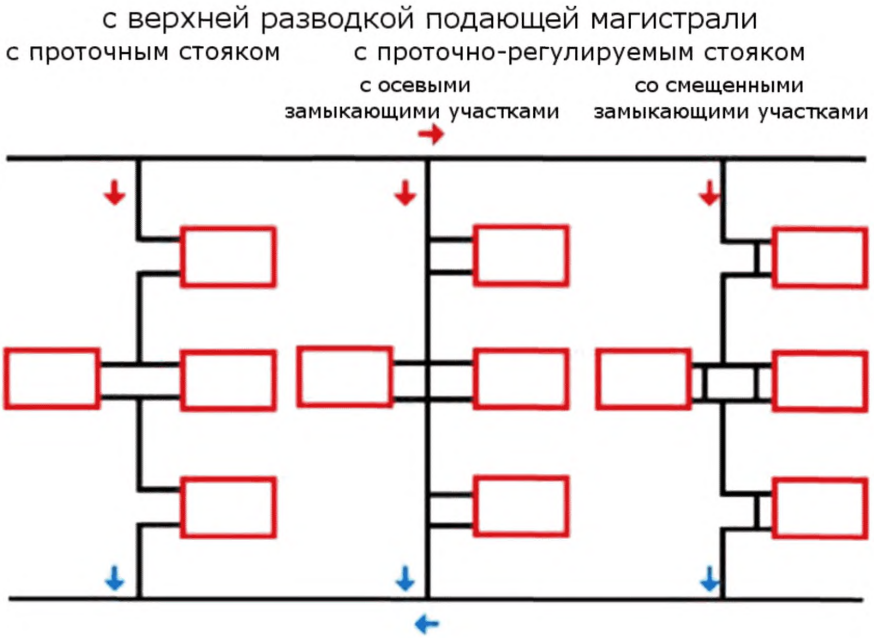 с верхней разводкой подающей магистрали
с проточным стояком
с проточно-регулируемым стояком
с осевыми
замыкающими участками
со смещенными
замыкающими участками